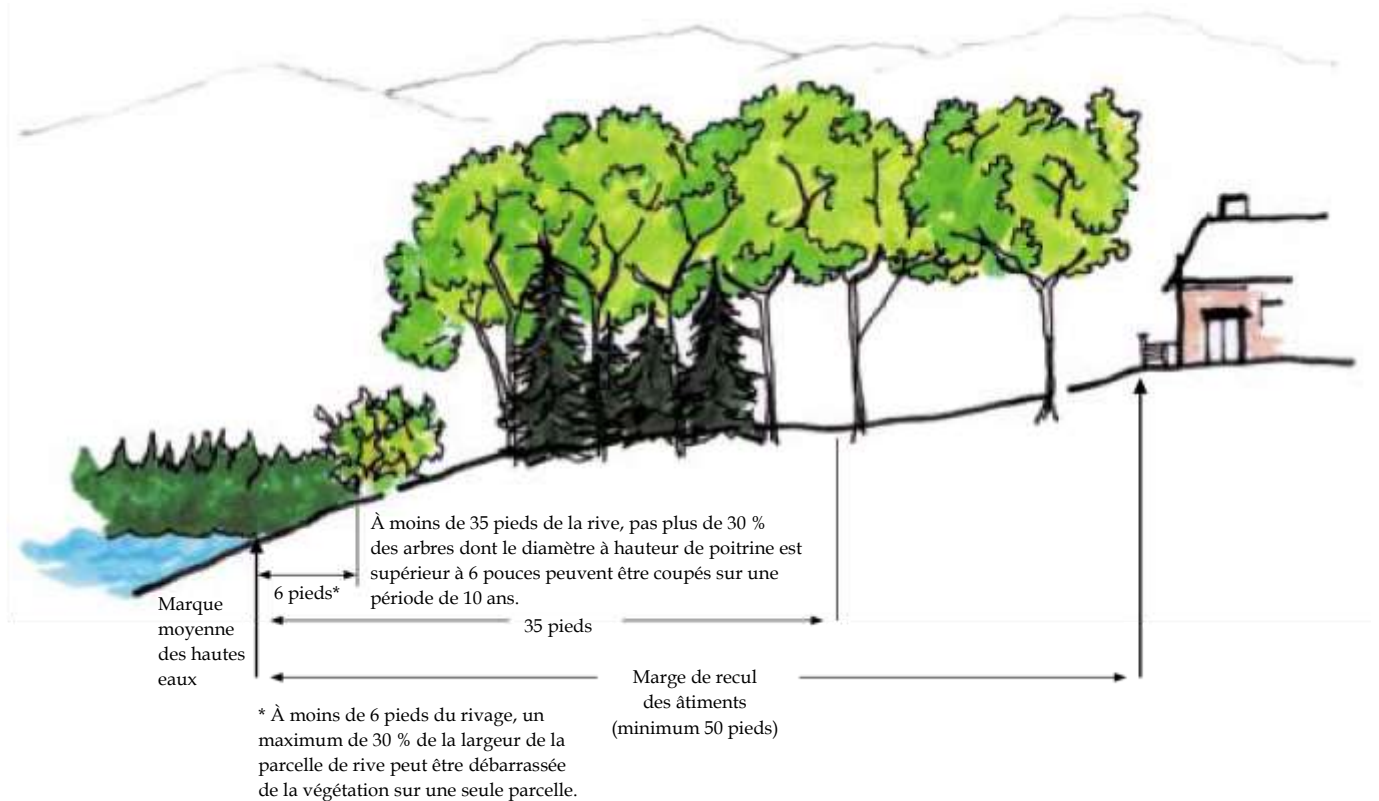 À moins de 35 pieds de la rive, pas plus de 30 %
des arbres dont le diamètre à hauteur de poitrine est
supérieur à 6 pouces peuvent être coupés sur une
période de 10 ans.
6 pieds*
35 pieds
Marque
moyenne
des hautes
eaux
Marge de recul
des âtiments
(minimum 50 pieds)
* À moins de 6 pieds du rivage, un
maximum de 30 % de la largeur de la
parcelle de rive peut être débarrassée
de la végétation sur une seule parcelle.